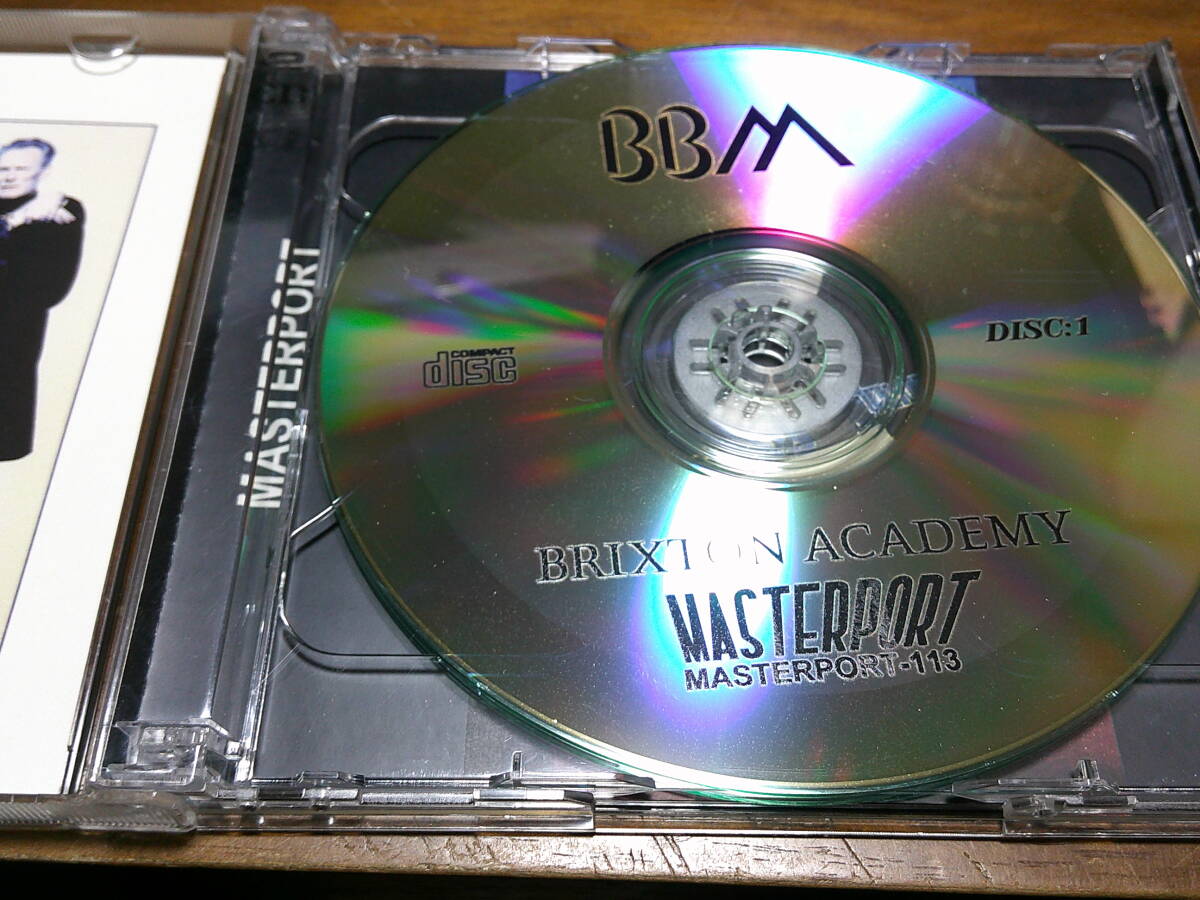 BBM
COMPACT
disc
DISC:1
BRIXTON ACADEMY
MASTERPORT
MASTERPORT-113
MASTERPORT